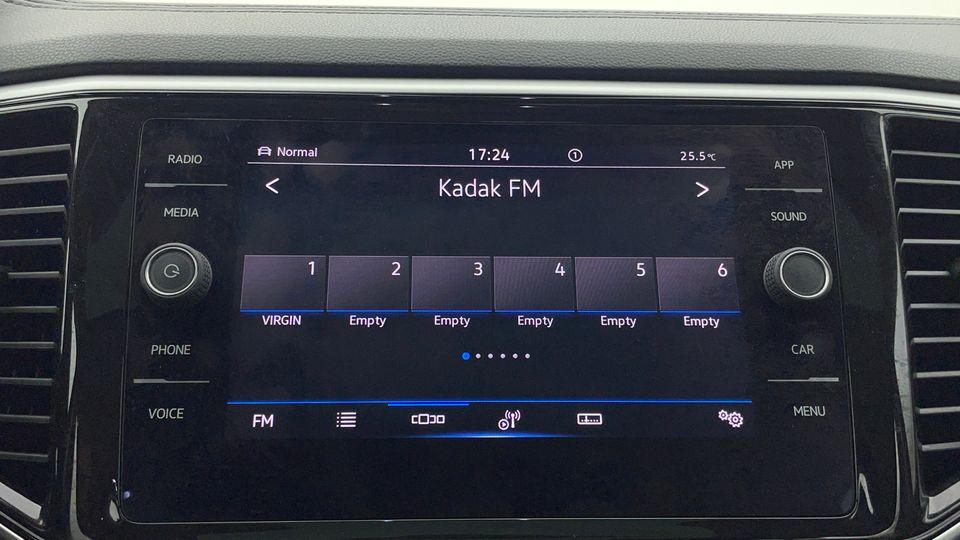 RADIO
MEDIA
PHONE
VOICE
Normal 17:24 1 25.5°C
< Kadak FM >
1 2 3 4 5 6
VIRGIN Empty Empty Empty Empty Empty
FM
APP
SOUND
CAR
MENU